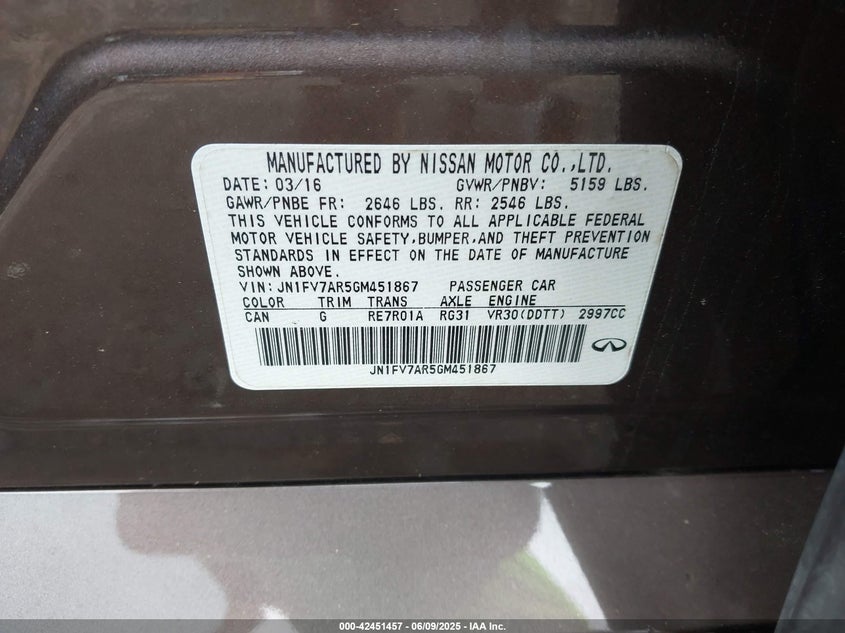 MANUFACTURED BY NISSAN MOTOR CO.,LTD.
DATE: 03/16 GVWR/PNBV: 5159 LBS.
GAWR/PNBE FR: 2646 LBS. RR: 2546 LBS.
THIS VEHICLE CONFORMS TO ALL APPLICABLE FEDERAL
MOTOR VEHICLE SAFETY,BUMPER,AND THEFT PREVENTION
STANDARDS IN EFFECT ON THE DATE OF MANUFACTURE
SHOWN ABOVE.
VIN: JN1FV7AR5GM451867 PASSENGER CAR
COLOR TRIM TRANS AXLE ENGINE
CAN G RE7R01A RG31 VR30(DDTT) 2997CC
JN1FV7AR5GM451867
000-42451457 - 06/09/2025 - IAA Inc.